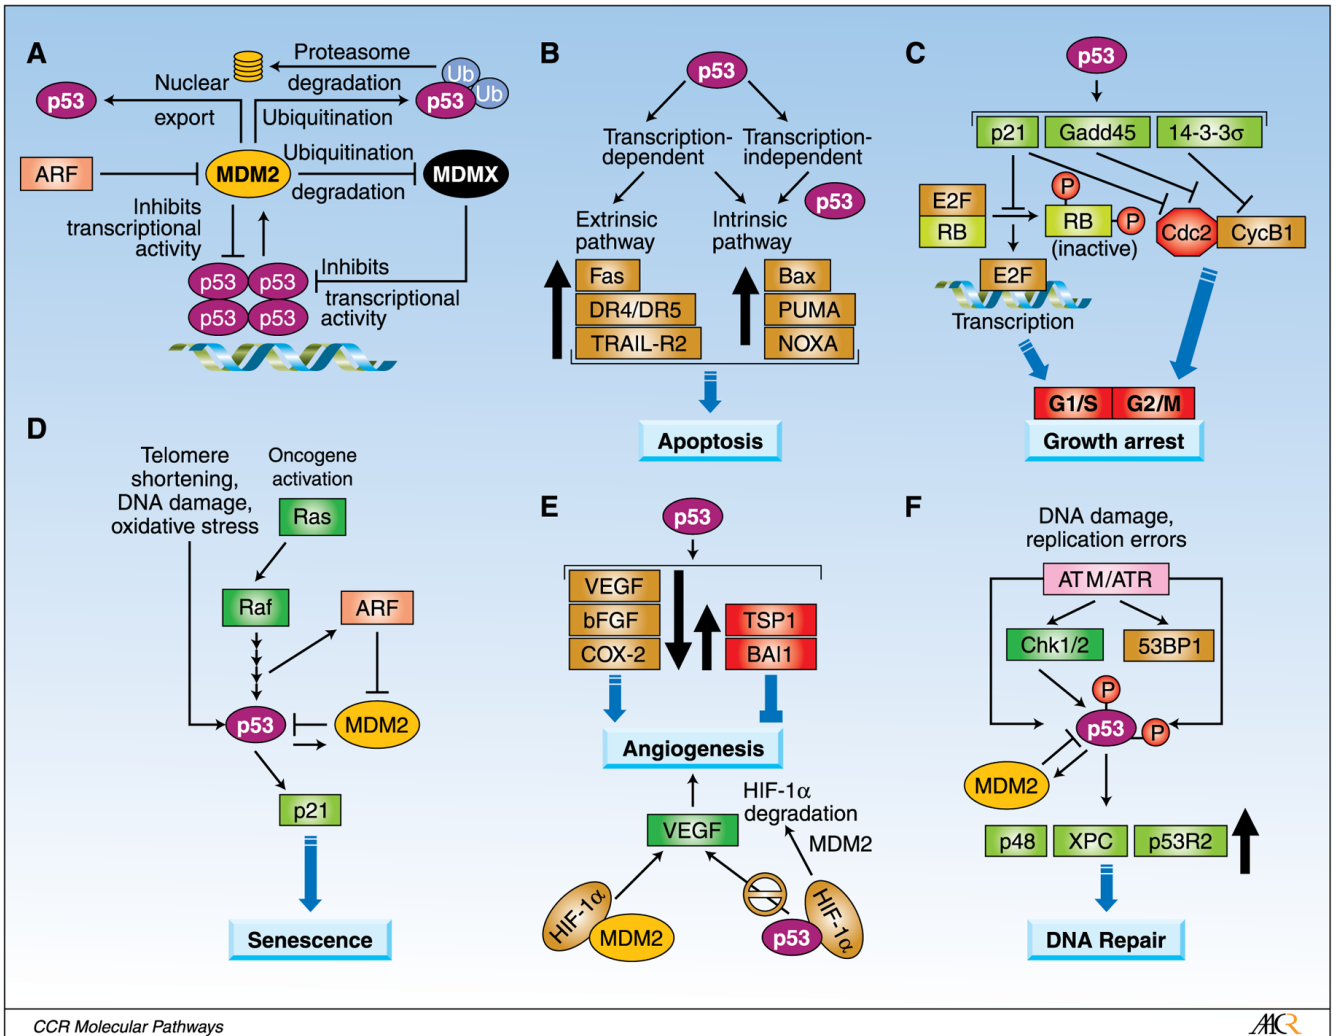 A
Proteasome
degradation
Nuclear
export
p53
Ub
Ub
p53
Ubiquitination
ARF
MDM2
Ubiquitination
degradation
MDMX
Inhibits
transcriptional
activity
p53 p53
p53 p53
Inhibits
transcriptional
activity
B
p53
Transcription-
dependent
Transcription-
independent
p53
Extrinsic
pathway
Intrinsic
pathway
Fas
DR4/DR5
TRAIL-R2
Bax
PUMA
NOXA
Apoptosis
C
p53
p21 Gadd45 14-3-3σ
E2F
RB
P
RB
P
(inactive)
Cdc2 CycB1
E2F
Transcription
G1/S G2/M
Growth arrest
D
Telomere
shortening,
DNA damage,
oxidative stress
Oncogene
activation
Ras
Raf
ARF
p53
MDM2
p21
Senescence
E
p53
VEGF
bFGF
COX-2
TSP1
BAI1
Angiogenesis
VEGF
HIF-1α
degradation
MDM2
HIF-1α
MDM2
p53
HIF-1α
F
DNA damage,
replication errors
ATM/ATR
Chk1/2
53BP1
P
p53
P
MDM2
p48 XPC p53R2
DNA Repair
CCR Molecular Pathways
AACR